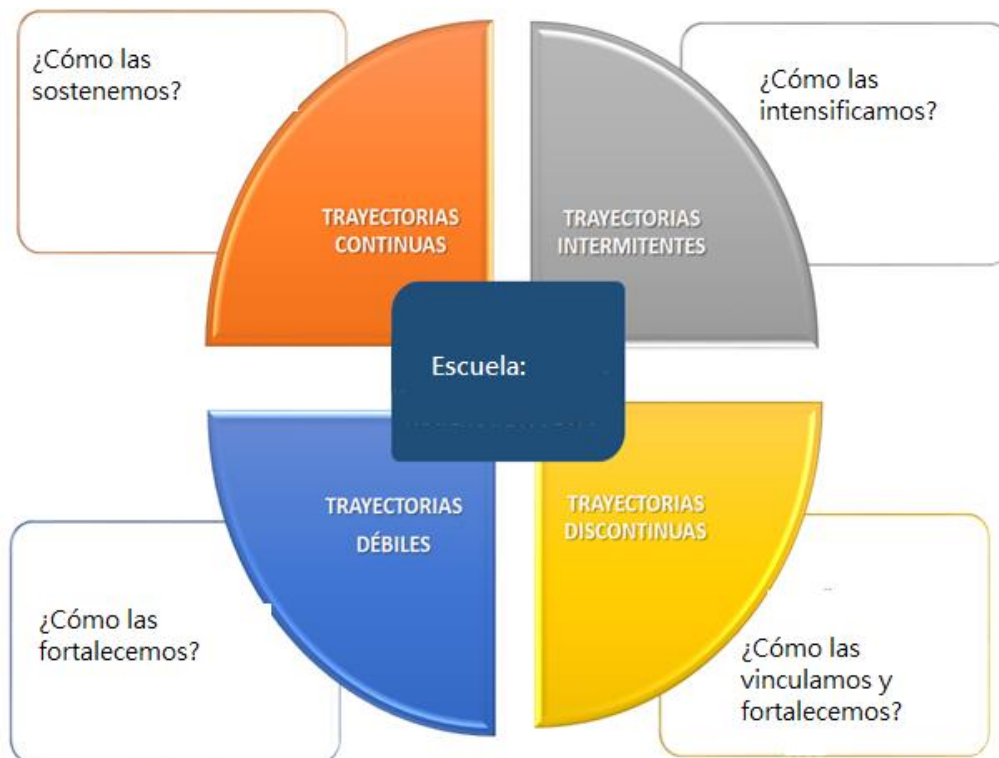 ¿Cómo las
sostenemos?
¿Cómo las
intensificamos?
TRAYECTORIAS
CONTINUAS
TRAYECTORIAS
INTERMITENTES
Escuela:
TRAYECTORIAS
DÉBILES
TRAYECTORIAS
DISCONTINUAS
¿Cómo las
fortalecemos?
¿Cómo las
vinculamos y
fortalecemos?